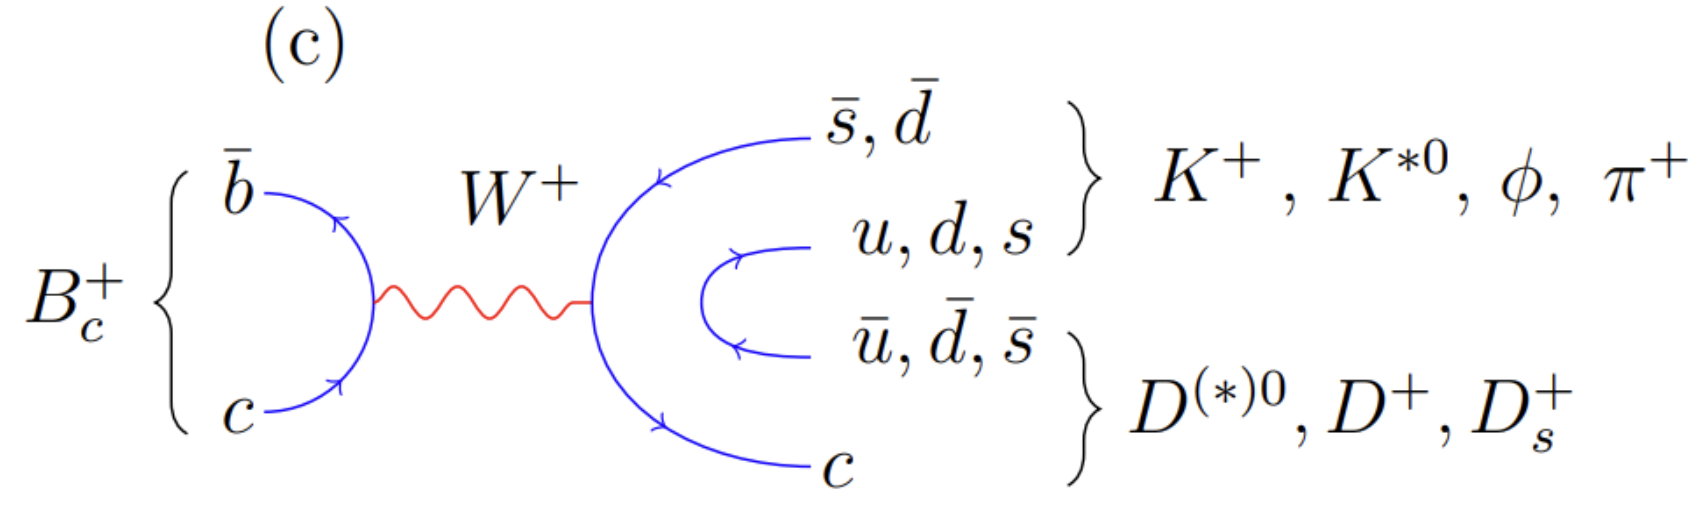 (c)
s̄, d̄
b̄
W⁺
K⁺ , K*⁰, ϕ, π⁺
u, d, s
B_c⁺
ū, d̄, s̄
c
D⁽*⁾⁰, D⁺, D_s⁺
c